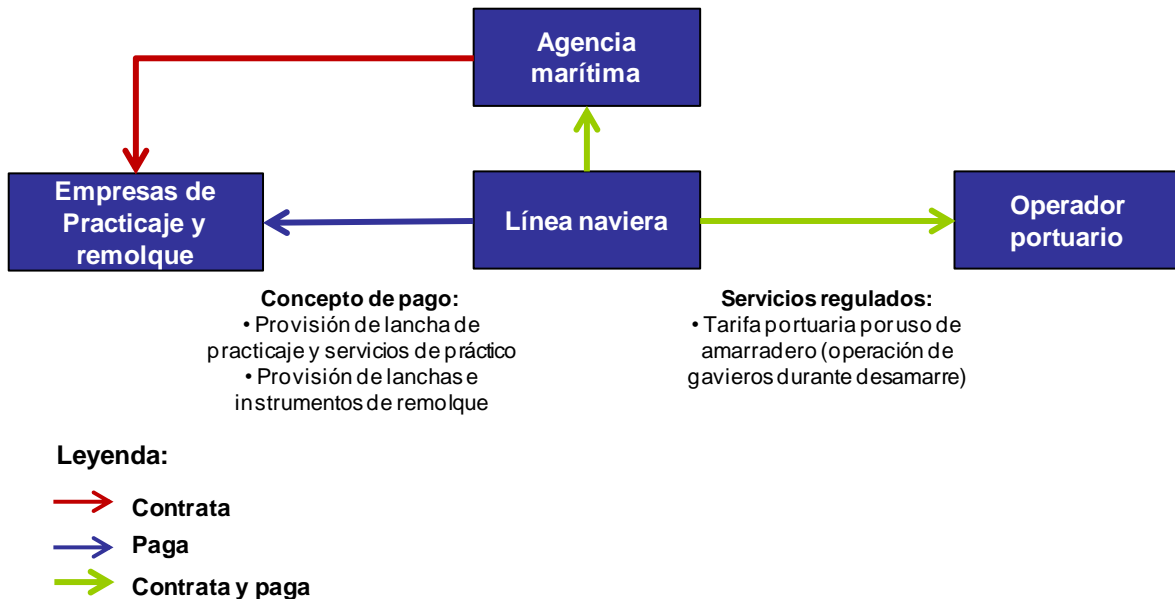 Agencia
marítima
Empresas de
Practicaje y
remolque
Línea naviera
Operador
portuario
Concepto de pago:
• Provisión de lancha de
practicaje y servicios de práctico
• Provisión de lanchas e
instrumentos de remolque
Servicios regulados:
• Tarifa portuaria por uso de
amarradero (operación de
gavieros durante desamarre)
Leyenda:
Contrata
Paga
Contrata y paga